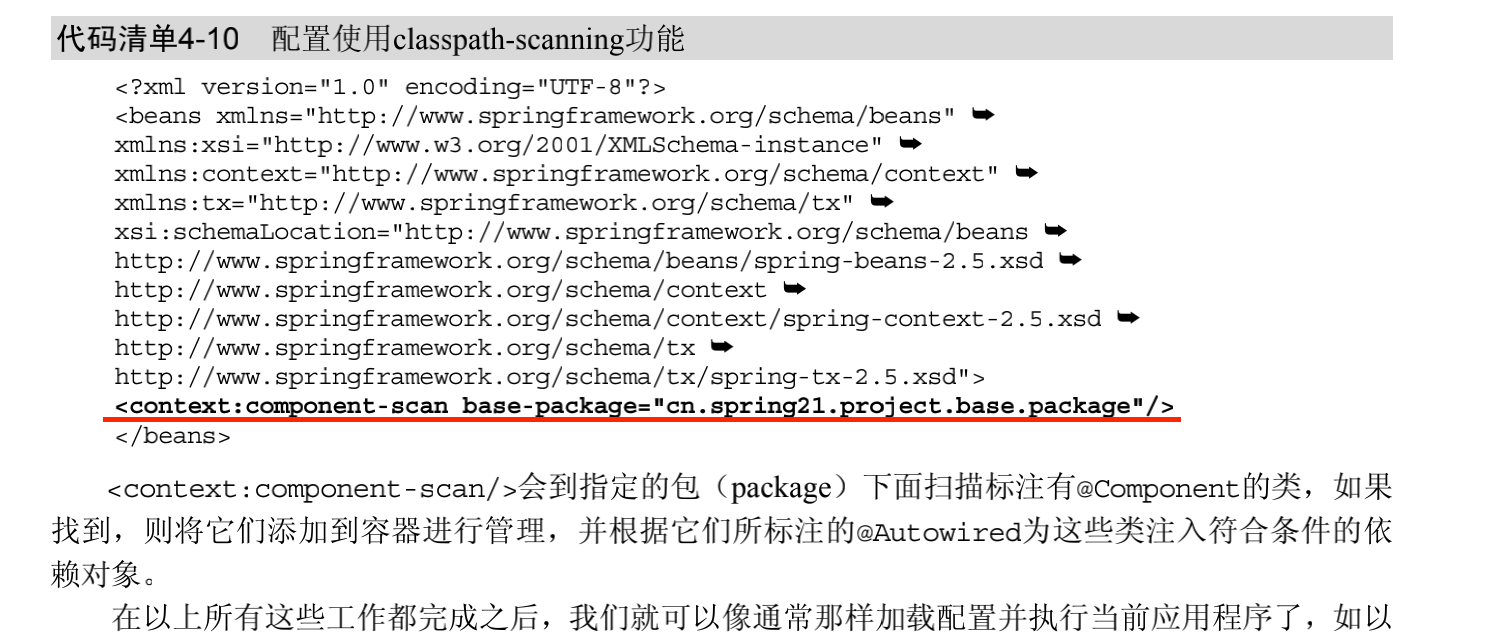 代码清单4-10 配置使用classpath-scanning功能
<?xml version="1.0" encoding="UTF-8"?>
<beans xmlns="http://www.springframework.org/schema/beans" ➥
xmlns:xsi="http://www.w3.org/2001/XMLSchema-instance" ➥
xmlns:context="http://www.springframework.org/schema/context" ➥
xmlns:tx="http://www.springframework.org/schema/tx" ➥
xsi:schemaLocation="http://www.springframework.org/schema/beans ➥
http://www.springframework.org/schema/beans/spring-beans-2.5.xsd ➥
http://www.springframework.org/schema/context ➥
http://www.springframework.org/schema/context/spring-context-2.5.xsd ➥
http://www.springframework.org/schema/tx ➥
http://www.springframework.org/schema/tx/spring-tx-2.5.xsd">
<context:component-scan base-package="cn.spring21.project.base.package"/>
</beans>
<context:component-scan/>会到指定的包（package）下面扫描标注有@Component的类，如果
找到，则将它们添加到容器进行管理，并根据它们所标注的@Autowired为这些类注入符合条件的依
赖对象。
在以上所有这些工作都完成之后，我们就可以像通常那样加载配置并执行当前应用程序了，如以